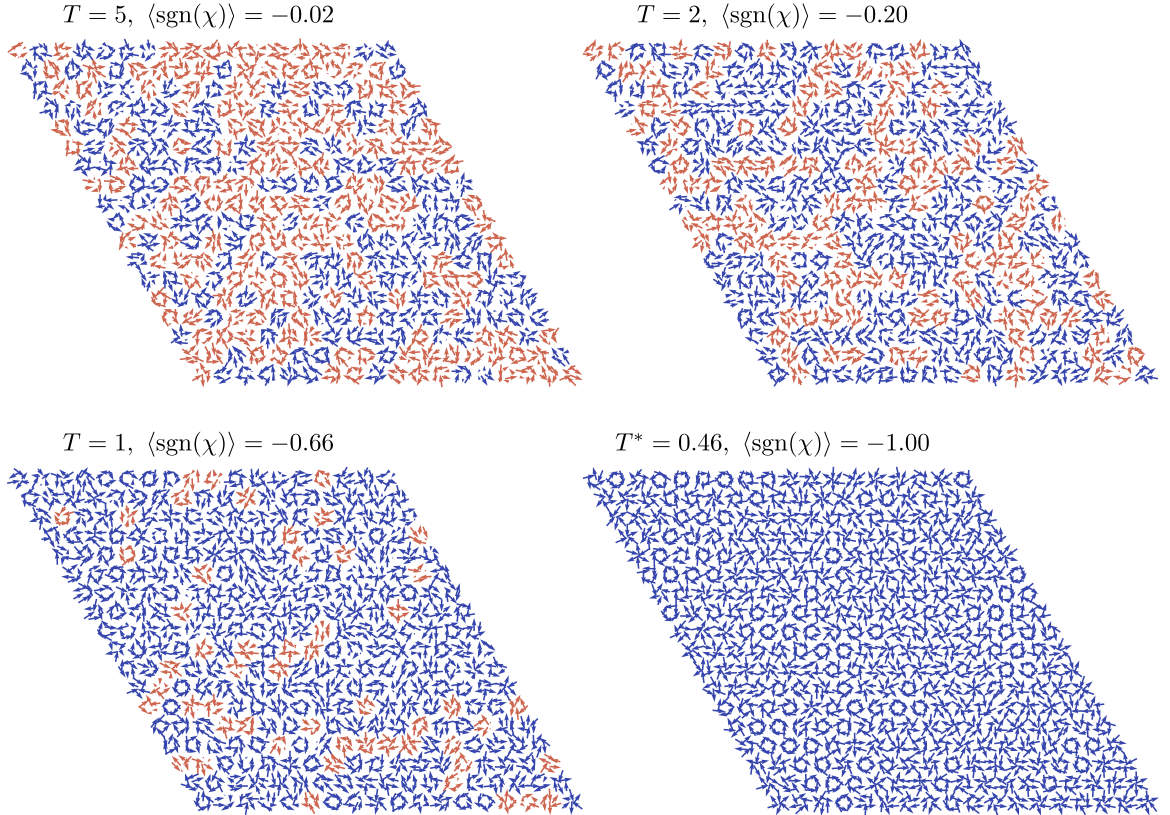 T = 5, ⟨sgn(χ)⟩ = −0.02
T = 2, ⟨sgn(χ)⟩ = −0.20
T = 1, ⟨sgn(χ)⟩ = −0.66
T* = 0.46, ⟨sgn(χ)⟩ = −1.00